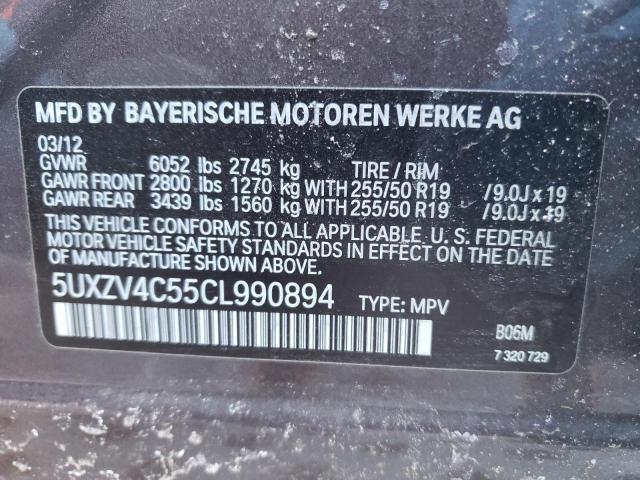 MFD BY BAYERISCHE MOTOREN WERKE AG
03/12
GVWR 6052 lbs 2745 kg TIRE / RIM
GAWR FRONT 2800 lbs 1270 kg WITH 255/50 R19 /9.0J x 19
GAWR REAR 3439 lbs 1560 kg WITH 255/50 R19 /9.0J x 19
THIS VEHICLE CONFORMS TO ALL APPLICABLE, U. S. FEDERAL
MOTOR VEHICLE SAFETY STANDARDS IN EFFECT ON THE DATE
OF MANUFACTURE SHOWN ABOVE.
5UXZV4C55CL990894 TYPE: MPV
B06M
7 320 729